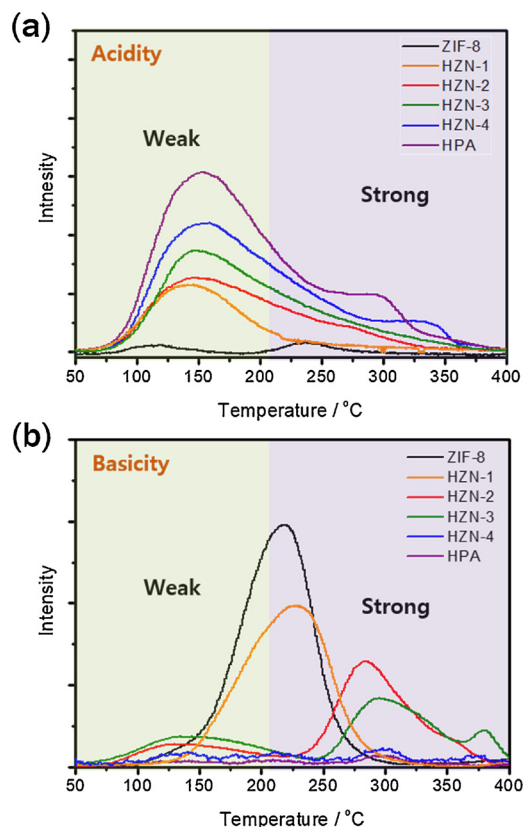 (a)
Acidity
Weak
Strong
ZIF-8
HZN-1
HZN-2
HZN-3
HZN-4
HPA
Intnesity
50 100 150 200 250 300 350 400
Temperature / °C
(b)
Basicity
Weak
Strong
ZIF-8
HZN-1
HZN-2
HZN-3
HZN-4
HPA
Intensity
50 100 150 200 250 300 350 400
Temperature / °C